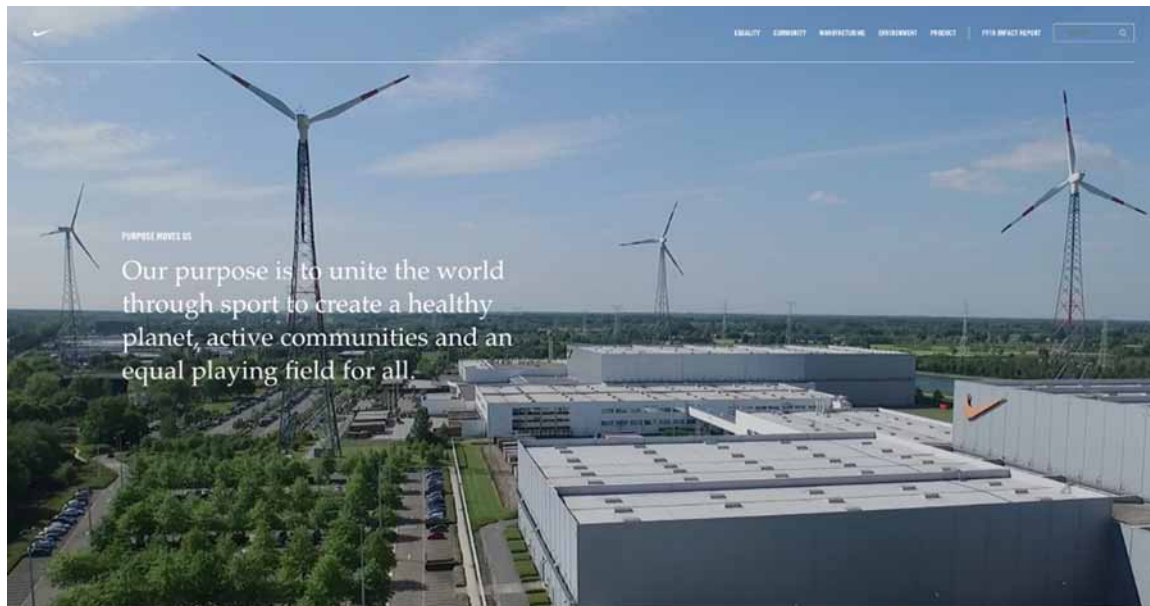 EQUALITY COMMUNITY MANUFACTURING ENVIRONMENT PRODUCT FY19 IMPACT REPORT
PURPOSE MOVES US
Our purpose is to unite the world
through sport to create a healthy
planet, active communities and an
equal playing field for all.